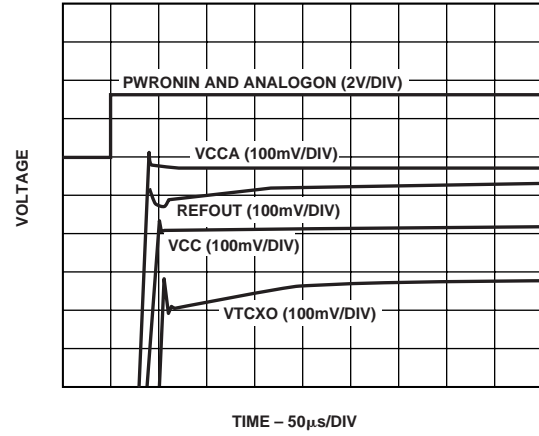 PWRONIN AND ANALOGON (2V/DIV)
VCCA (100mV/DIV)
REFOUT (100mV/DIV)
VCC (100mV/DIV)
VTCXO (100mV/DIV)
VOLTAGE
TIME – 50μs/DIV